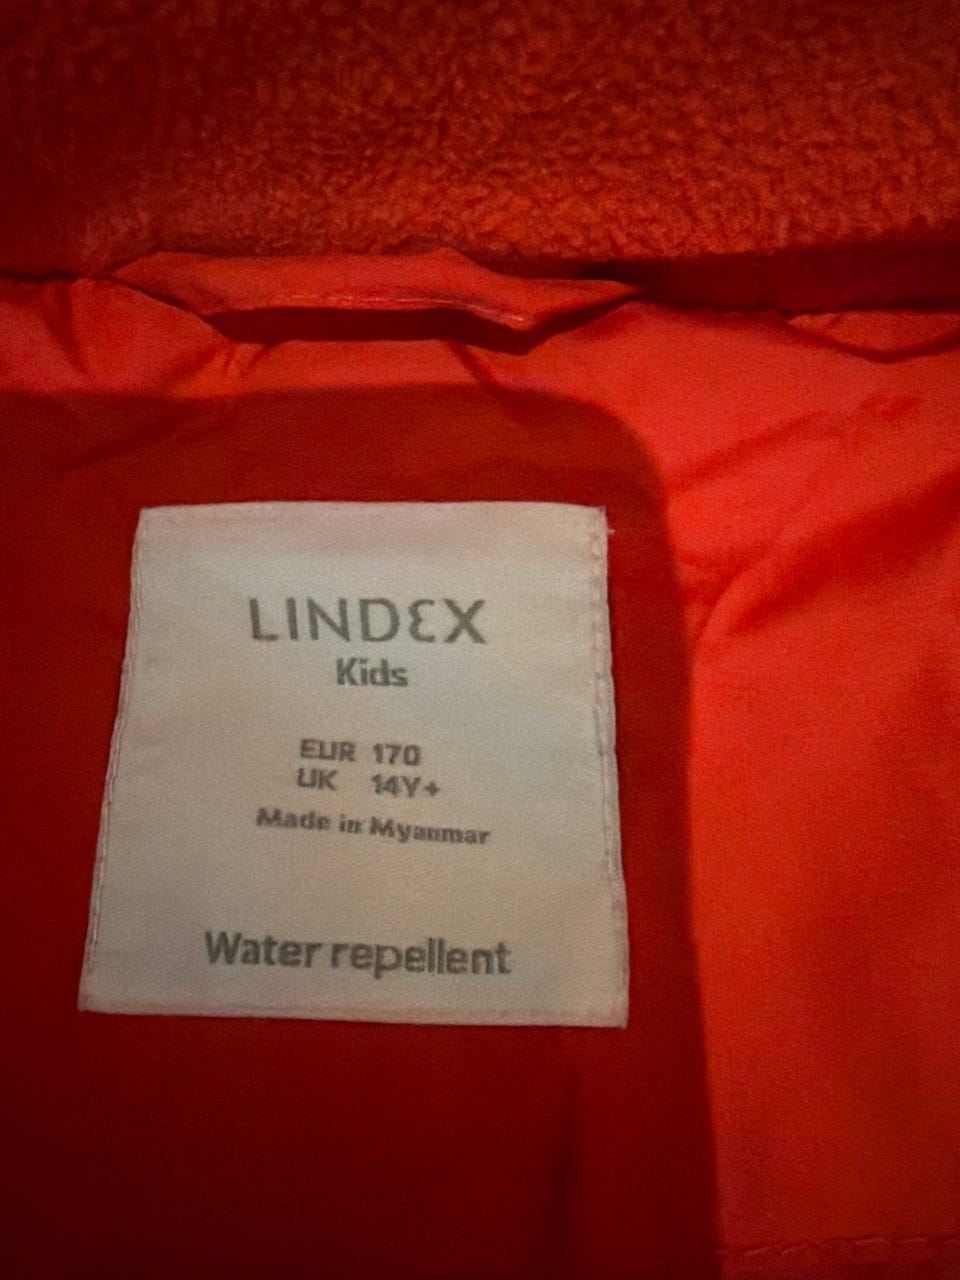 LINDEX
Kids
EUR 170
UK 14Y+
Made in Myanmar
Water repellent